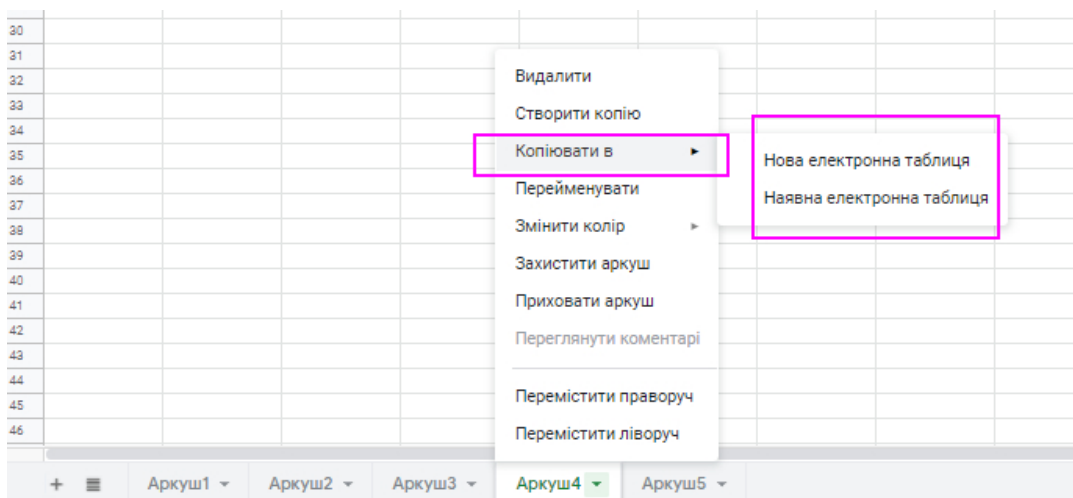 30
31
32
33
34
35
36
37
38
39
40
41
42
43
44
45
46
Видалити
Створити копію
Копіювати в
Перейменувати
Змінити колір
Захистити аркуш
Приховати аркуш
Переглянути коментарі
Перемістити праворуч
Перемістити ліворуч
Нова електронна таблиця
Наявна електронна таблиця
Аркуш1 Аркуш2 Аркуш3 Аркуш4 Аркуш5